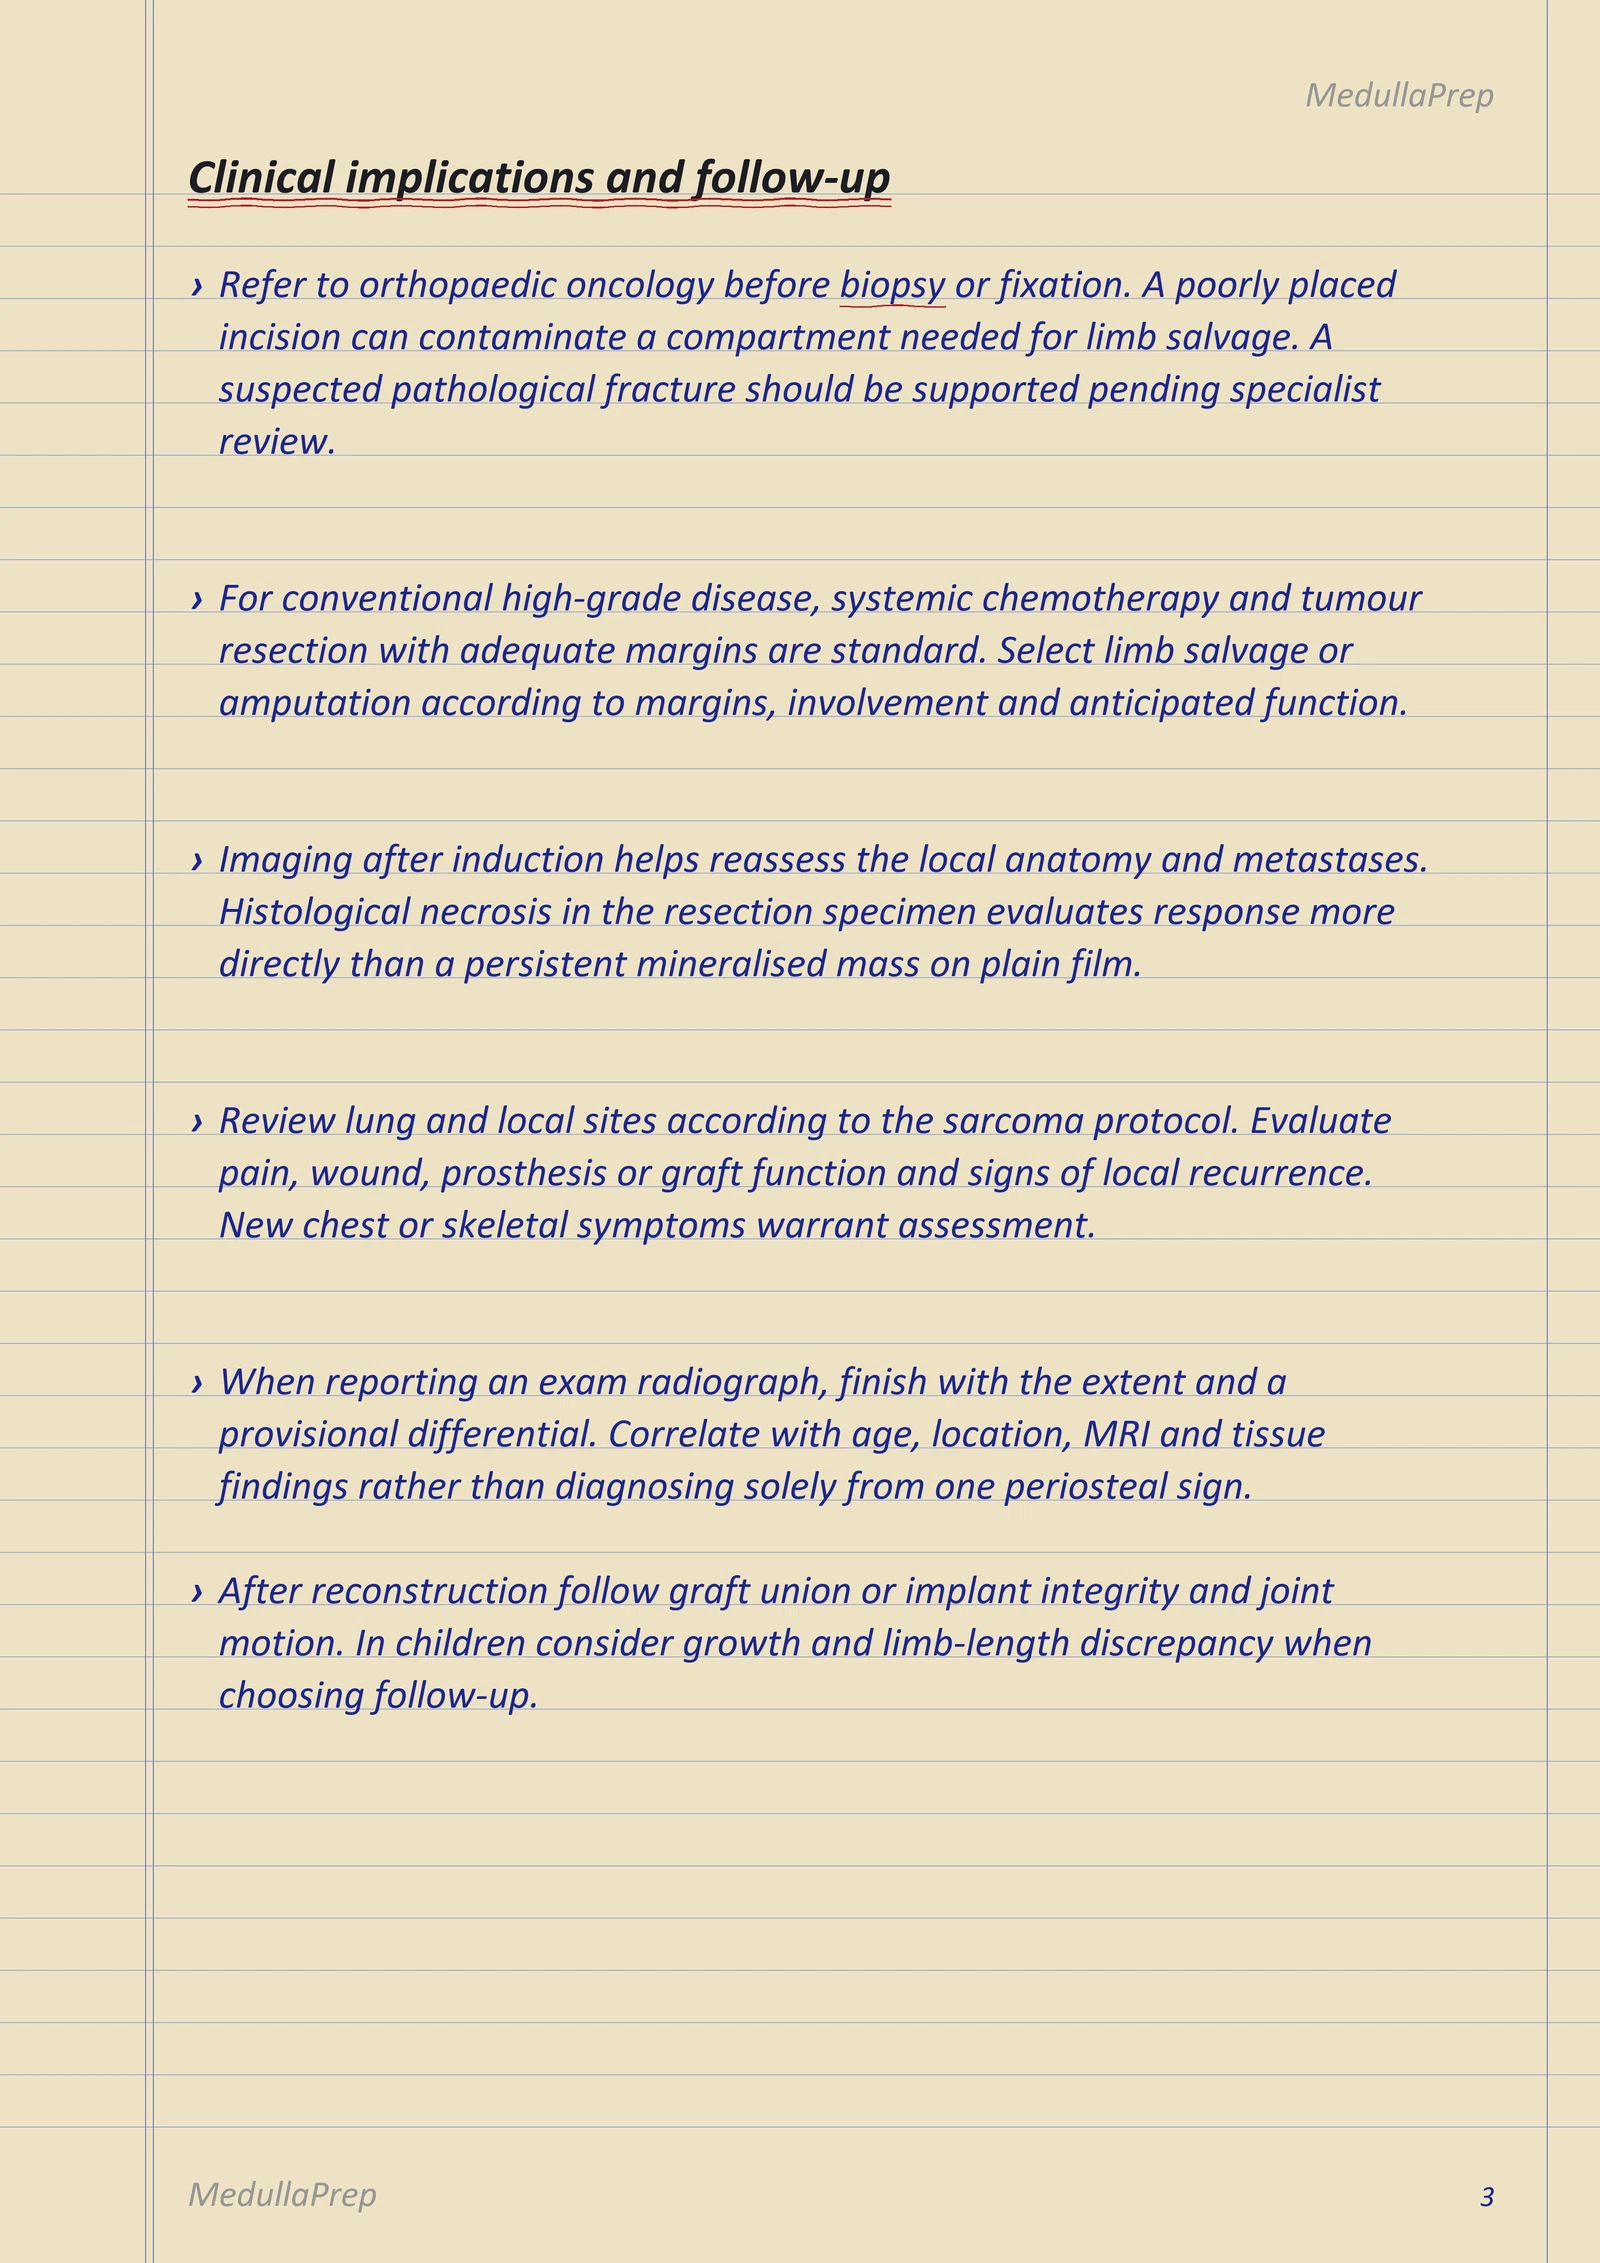 MedullaPrep
Clinical implications and follow-up
› Refer to orthopaedic oncology before biopsy or fixation. A poorly placed
incision can contaminate a compartment needed for limb salvage. A
suspected pathological fracture should be supported pending specialist
review.
› For conventional high-grade disease, systemic chemotherapy and tumour
resection with adequate margins are standard. Select limb salvage or
amputation according to margins, involvement and anticipated function.
› Imaging after induction helps reassess the local anatomy and metastases.
Histological necrosis in the resection specimen evaluates response more
directly than a persistent mineralised mass on plain film.
› Review lung and local sites according to the sarcoma protocol. Evaluate
pain, wound, prosthesis or graft function and signs of local recurrence.
New chest or skeletal symptoms warrant assessment.
› When reporting an exam radiograph, finish with the extent and a
provisional differential. Correlate with age, location, MRI and tissue
findings rather than diagnosing solely from one periosteal sign.
› After reconstruction follow graft union or implant integrity and joint
motion. In children consider growth and limb-length discrepancy when
choosing follow-up.
MedullaPrep
3